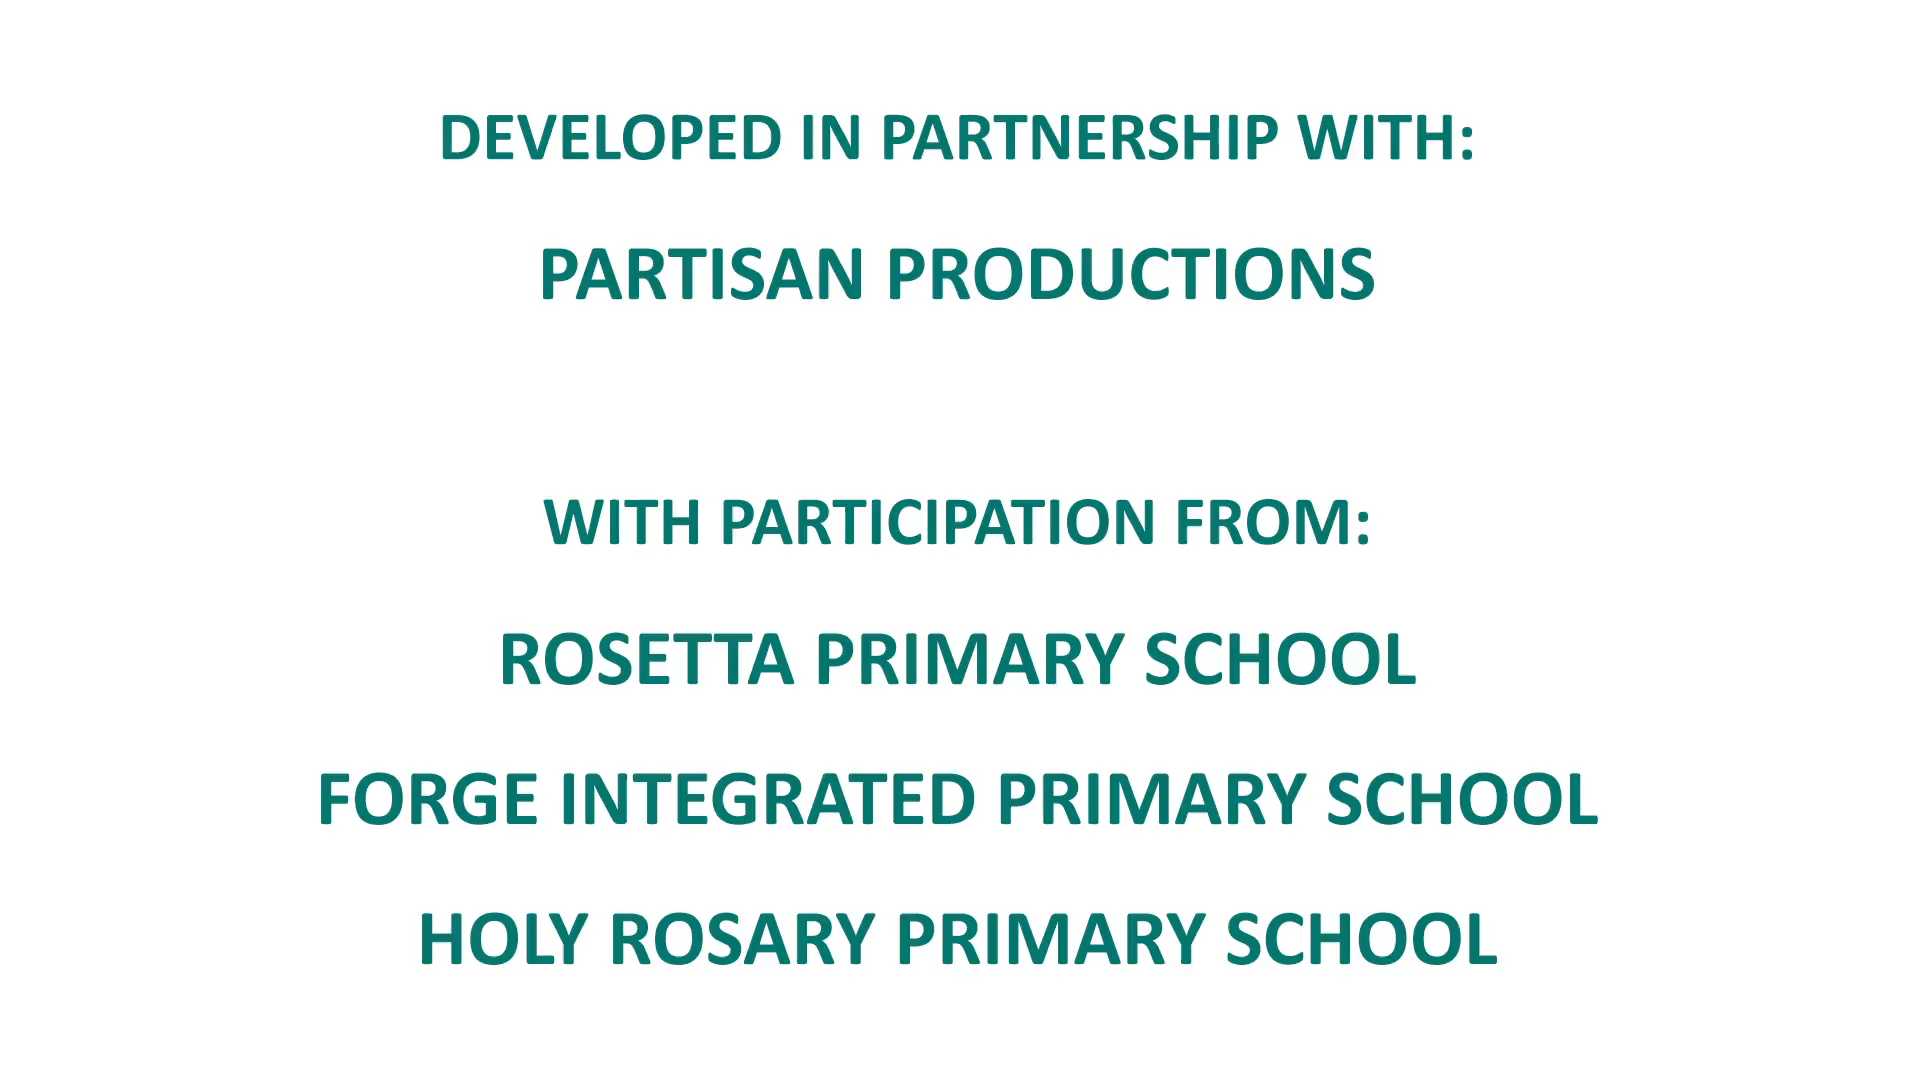 DEVELOPED IN PARTNERSHIP WITH:
PARTISAN PRODUCTIONS
WITH PARTICIPATION FROM:
ROSETTA PRIMARY SCHOOL
FORGE INTEGRATED PRIMARY SCHOOL
HOLY ROSARY PRIMARY SCHOOL